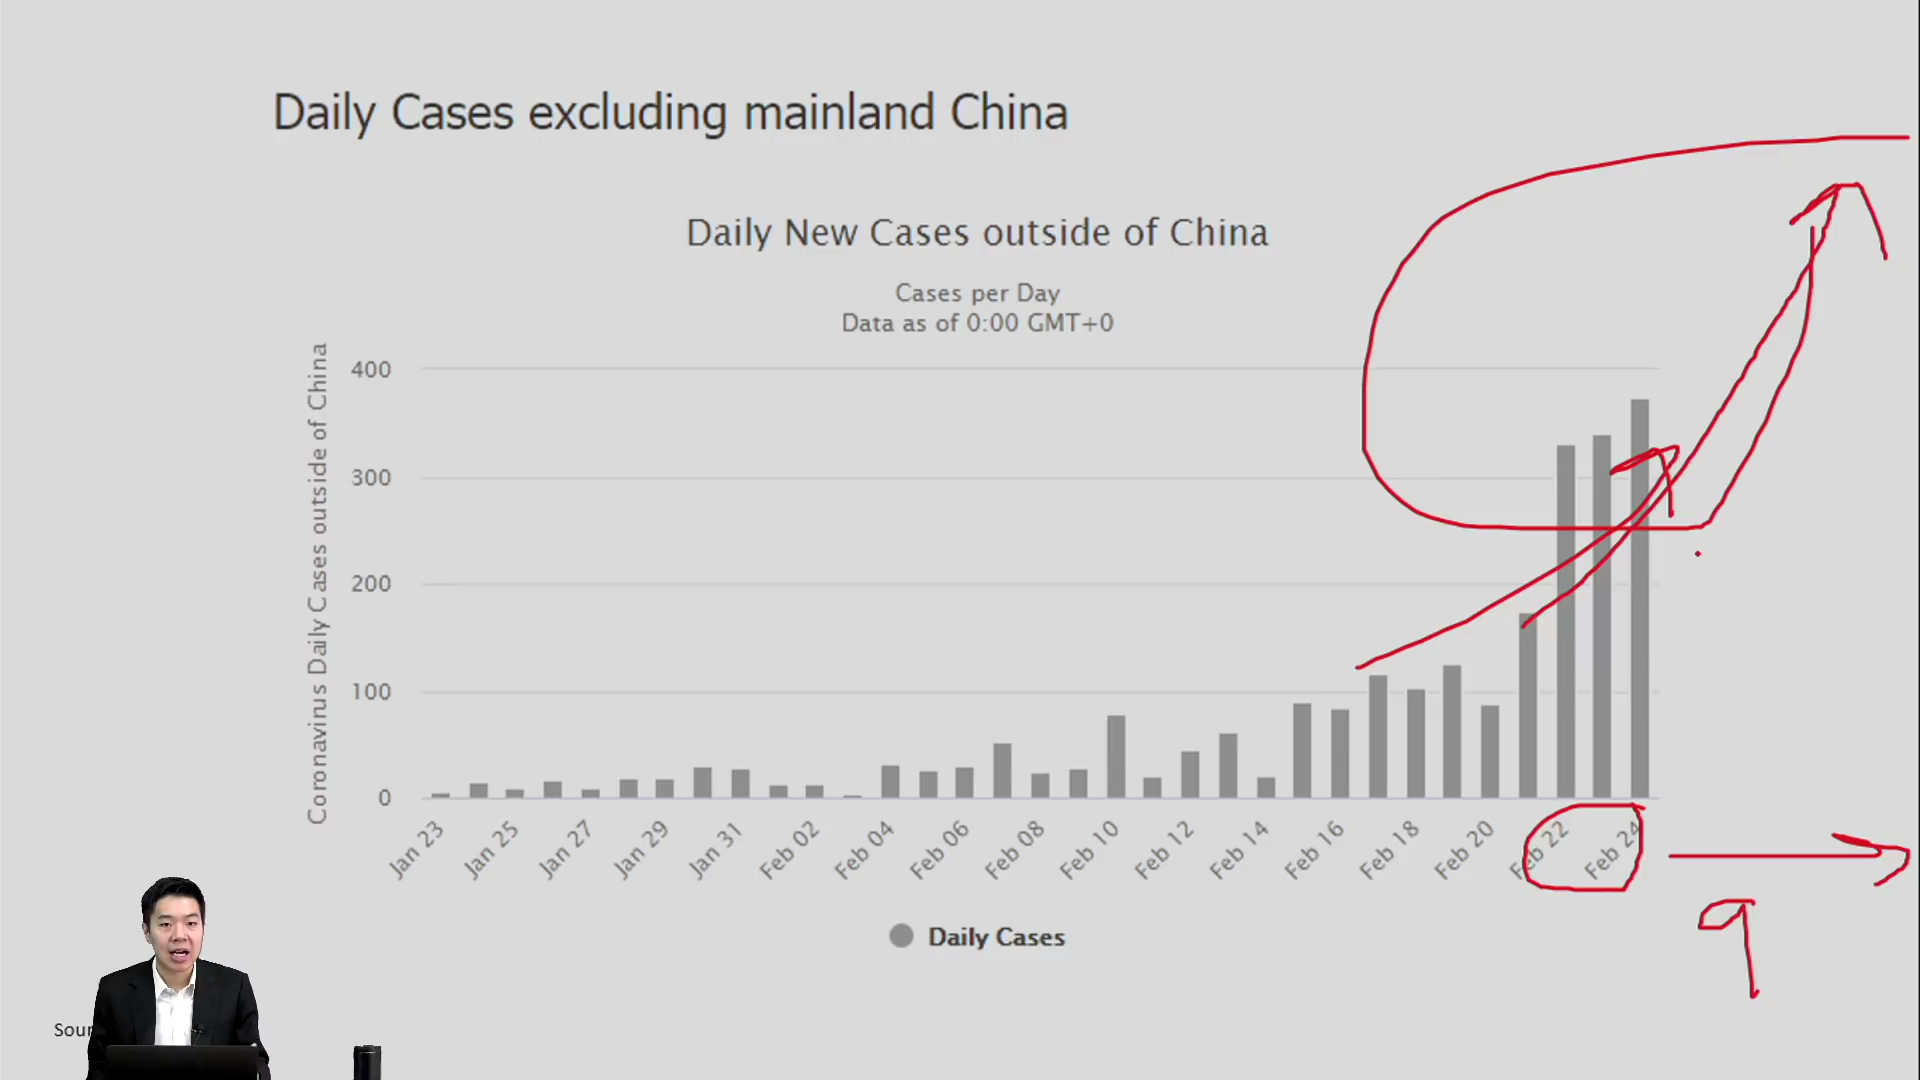 Daily Cases excluding mainland China
Daily New Cases outside of China
Cases per Day
Data as of 0:00 GMT+0
Coronavirus Daily Cases outside of China
400
300
200
100
0
Jan 23
Jan 25
Jan 27
Jan 29
Jan 31
Feb 02
Feb 04
Feb 06
Feb 08
Feb 10
Feb 12
Feb 14
Feb 16
Feb 18
Feb 20
Feb 22
Feb 24
9
Daily Cases